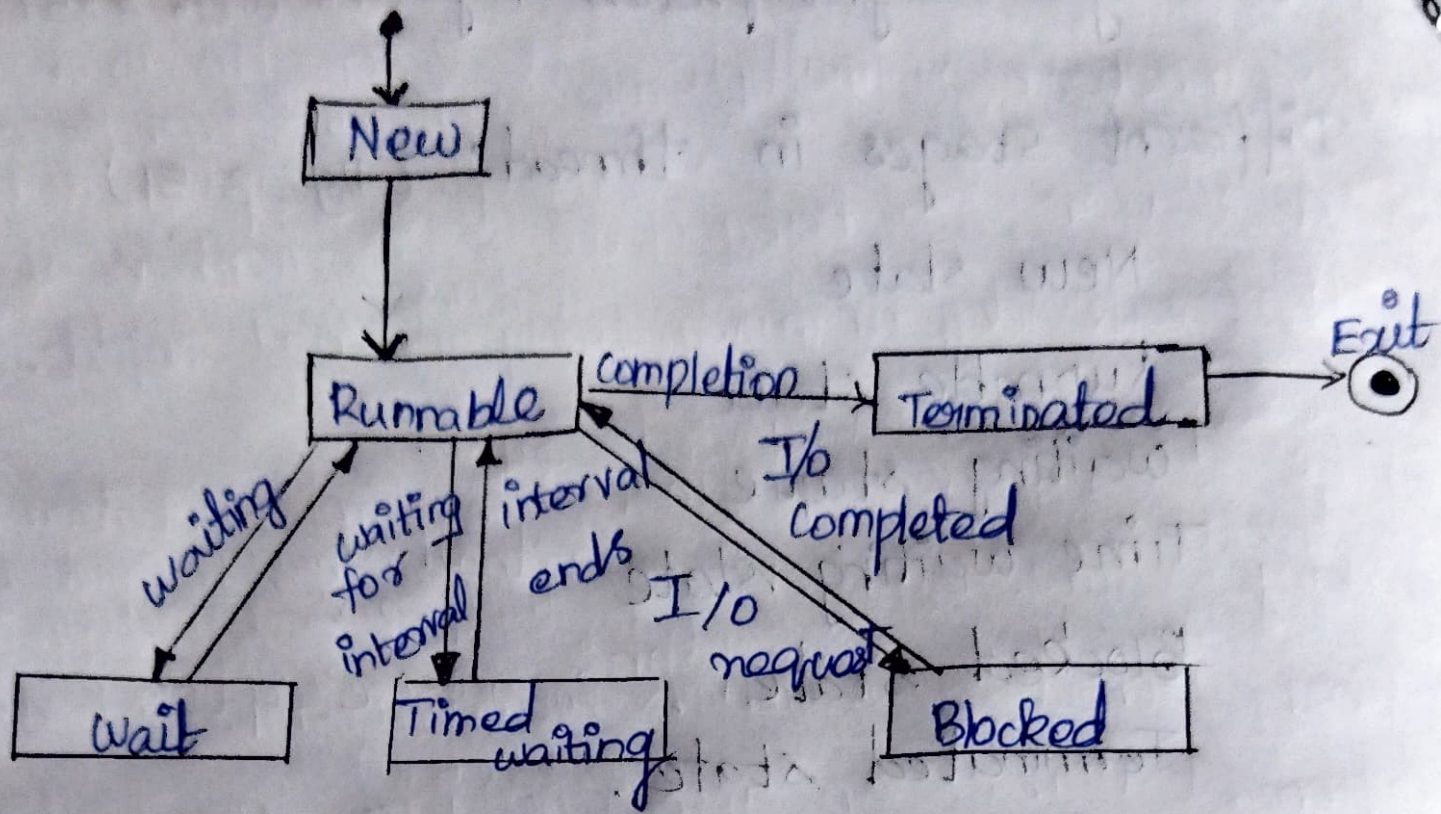 New
Exit
Runnable
Completion
Terminated
waiting
waiting
for
interval
interval
ends
I/o
Completed
I/O
request
Wait
Timed
waiting
Blocked